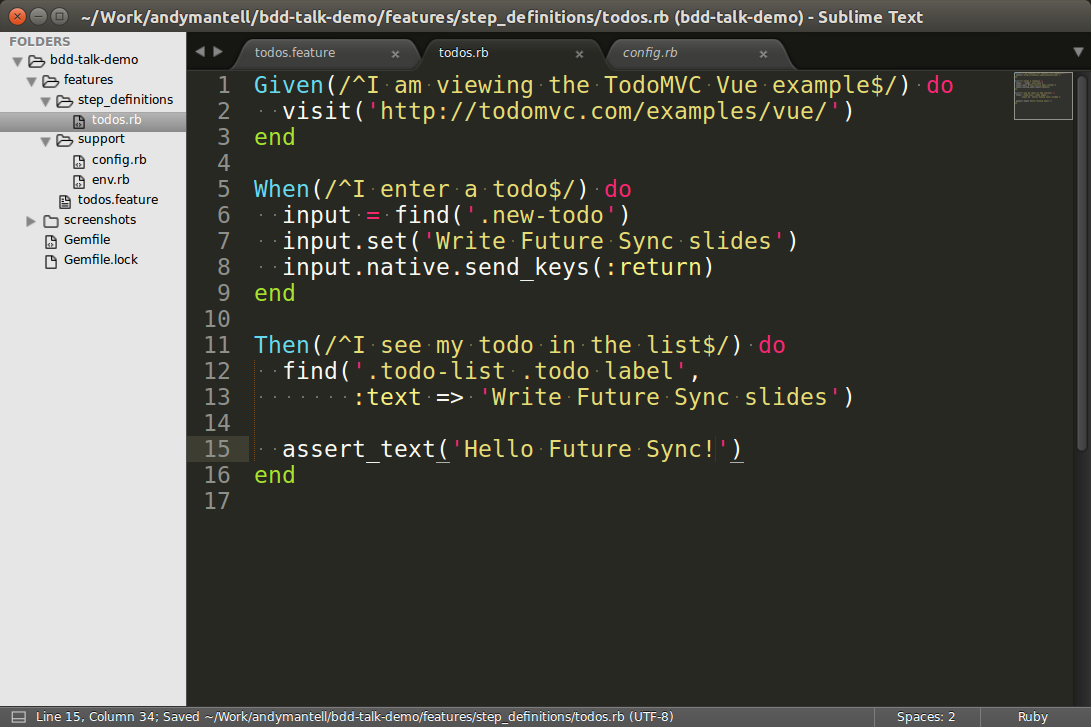 ~/Work/andymantell/bdd-talk-demo/features/step_definitions/todos.rb (bdd-talk-demo) - Sublime Text
FOLDERS
bdd-talk-demo
features
step_definitions
todos.rb
support
config.rb
env.rb
todos.feature
screenshots
Gemfile
Gemfile.lock
todos.feature
todos.rb
config.rb
1 Given(/^I am viewing the TodoMVC Vue example$/) do
2   visit('http://todomvc.com/examples/vue/')
3 end
4
5 When(/^I enter a todo$/) do
6   input = find('.new-todo')
7   input.set('Write Future Sync slides')
8   input.native.send_keys(:return)
9 end
10
11 Then(/^I see my todo in the list$/) do
12   find('.todo-list .todo label',
13        :text => 'Write Future Sync slides')
14
15   assert_text('Hello Future Sync!')
16 end
17
Line 15, Column 34; Saved ~/Work/andymantell/bdd-talk-demo/features/step_definitions/todos.rb (UTF-8)
Spaces: 2
Ruby